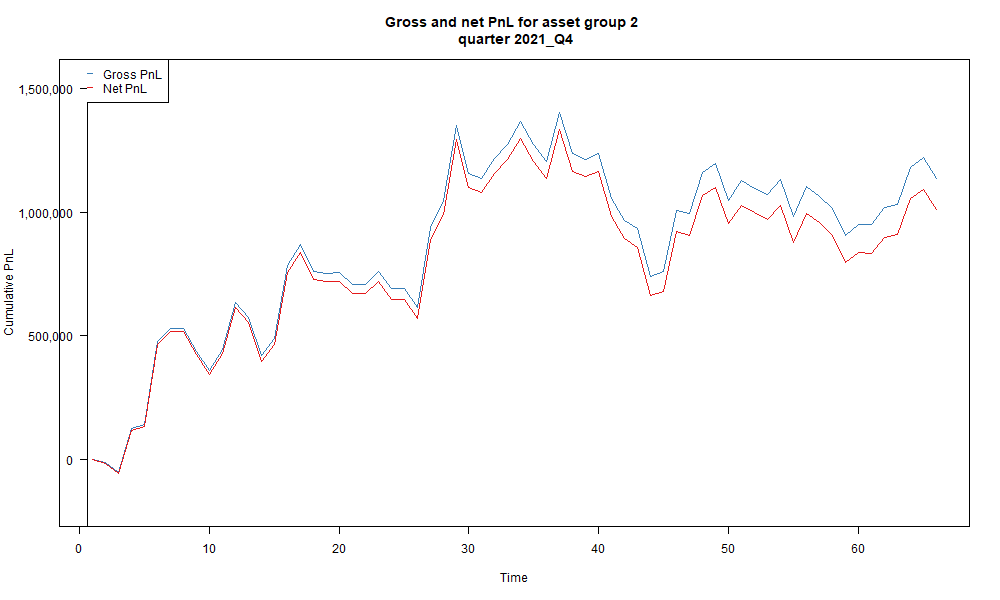 Gross and net PnL for asset group 2
quarter 2021_Q4
Gross PnL
Net PnL
1,500,000
1,000,000
500,000
0
Cumulative PnL
0 10 20 30 40 50 60
Time